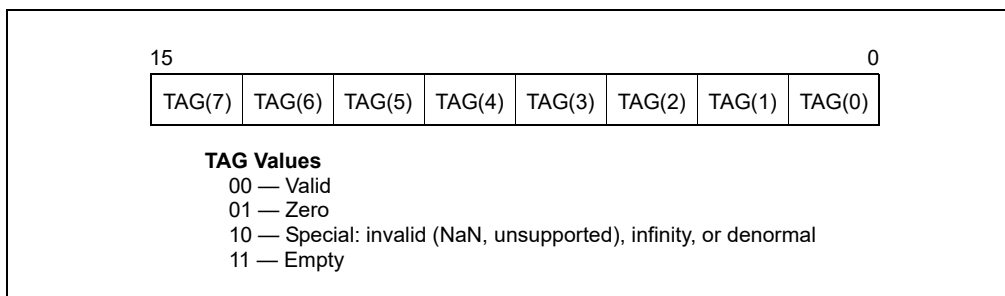 15 0
TAG(7) TAG(6) TAG(5) TAG(4) TAG(3) TAG(2) TAG(1) TAG(0)
TAG Values
00 — Valid
01 — Zero
10 — Special: invalid (NaN, unsupported), infinity, or denormal
11 — Empty